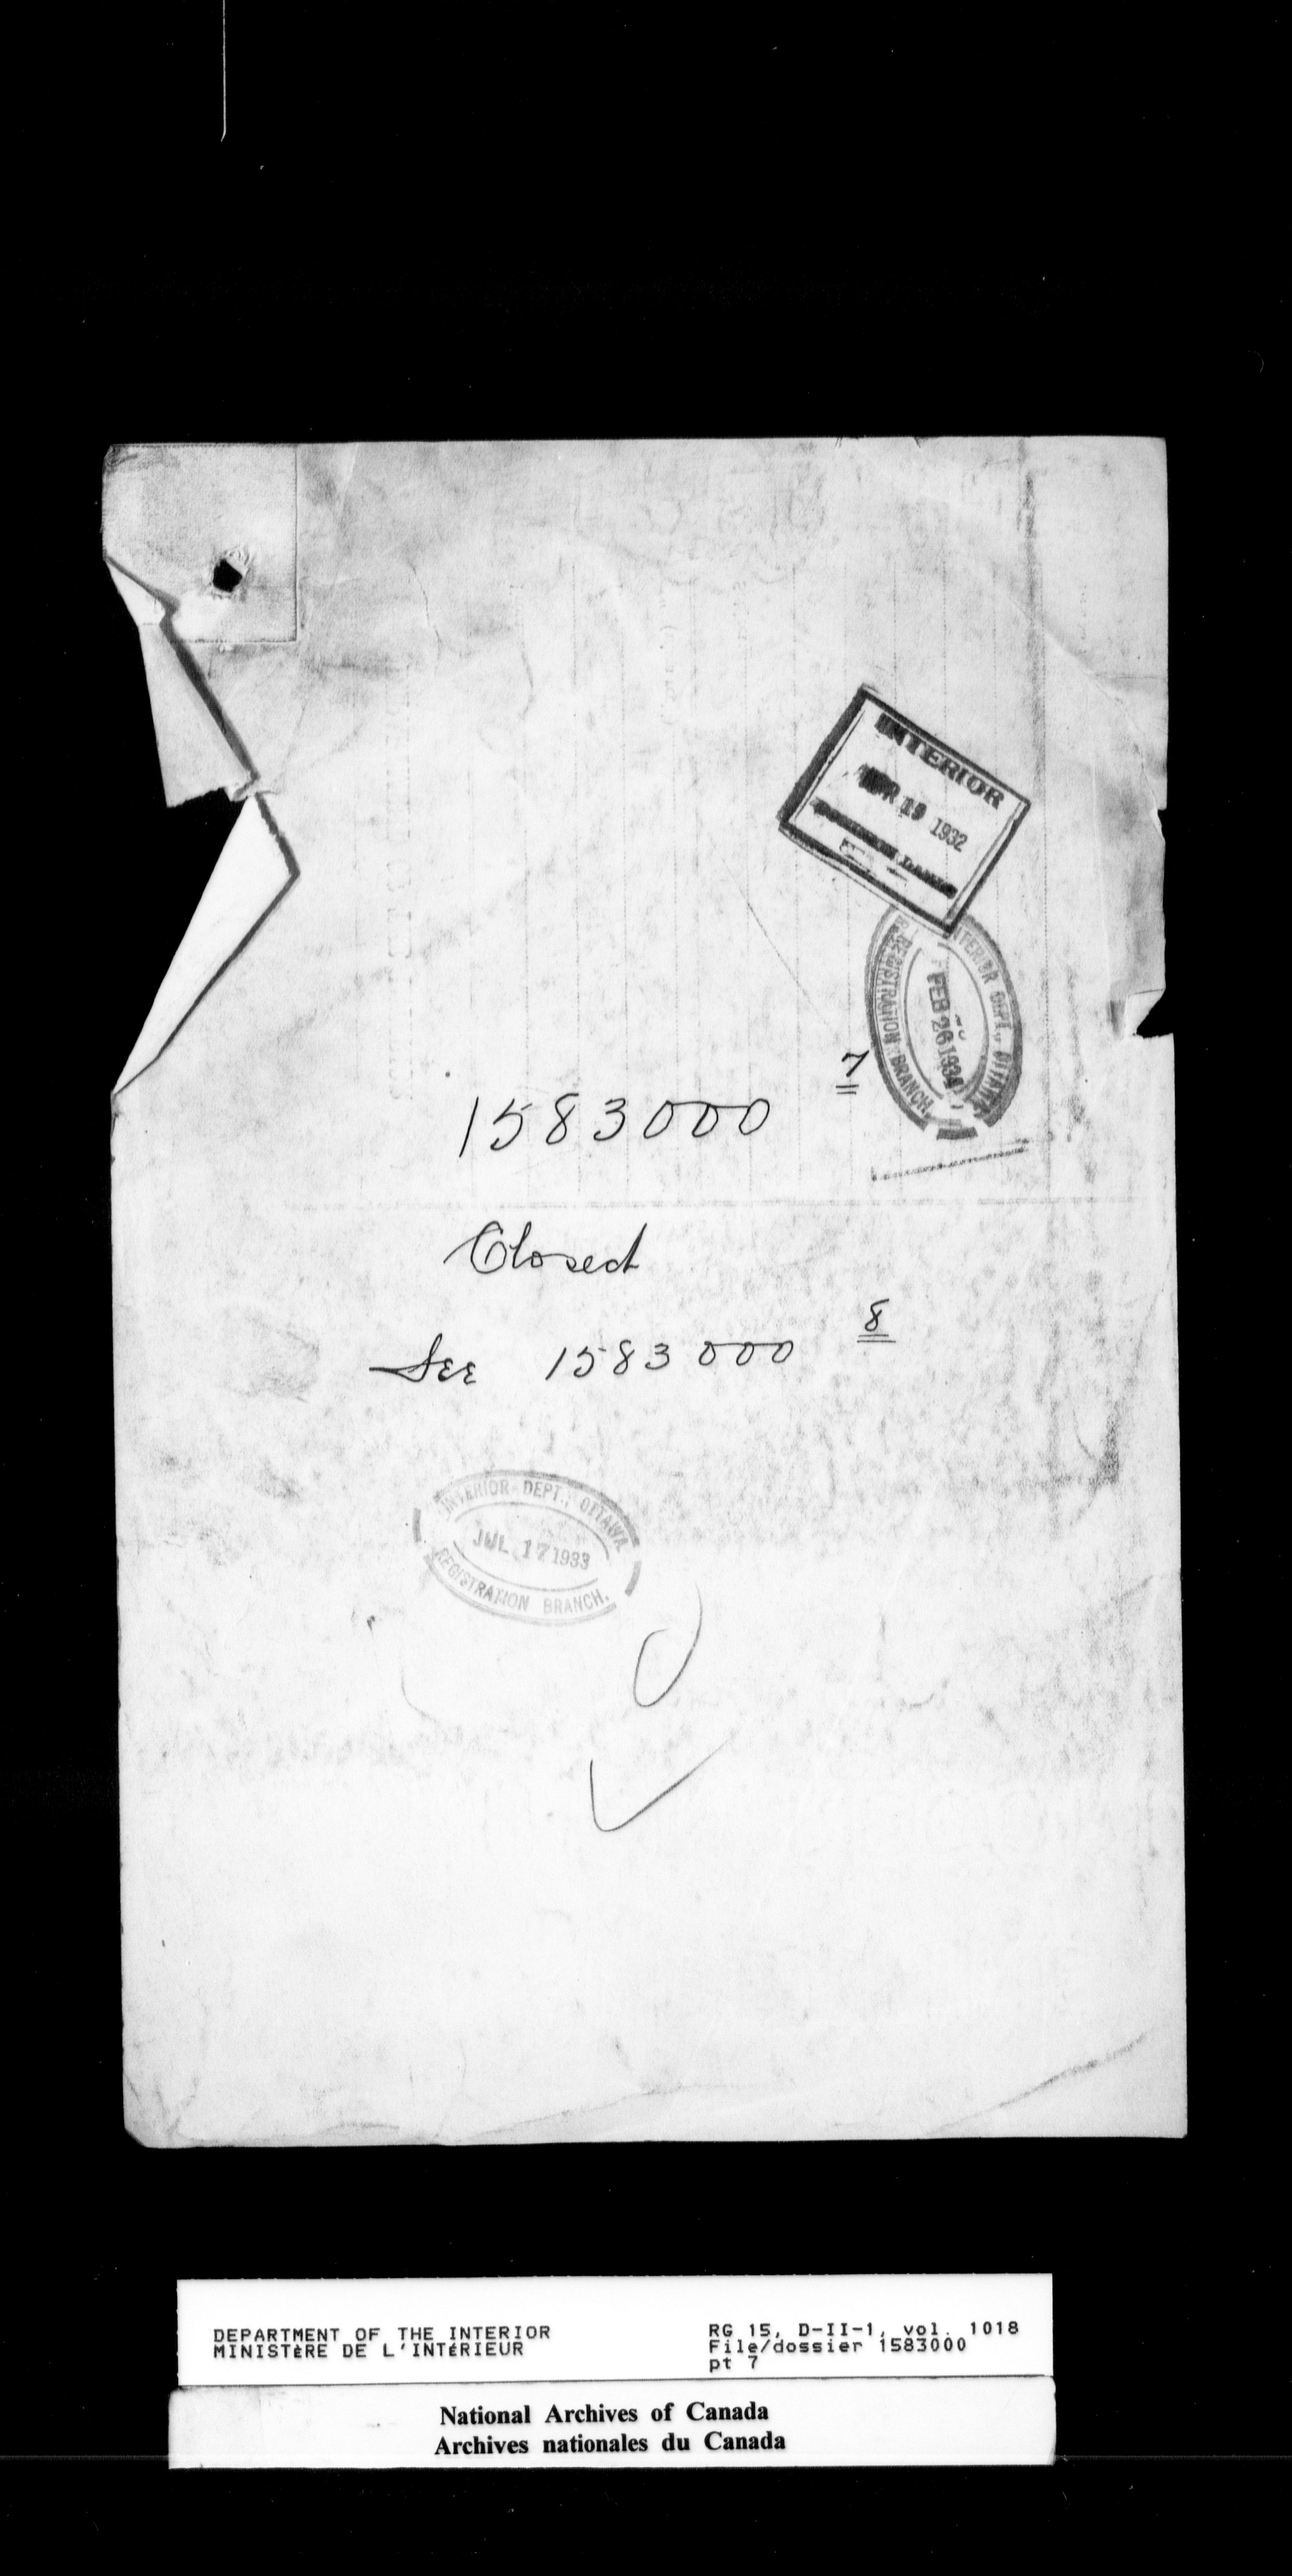 INTERIOR
19 1932
INTERIOR DEPT., OTTAWA
FEB 26 1934
REGISTRATION BRANCH.
7
1583000
Closed
8
See 1583000
INTERIOR DEPT., OTTAWA.
JUL 17 1933
REGISTRATION BRANCH.
DEPARTMENT OF THE INTERIOR
MINISTÈRE DE L'INTÉRIEUR
RG 15, D-II-1, vol. 1018
File/dossier 1583000
pt 7
National Archives of Canada
Archives nationales du Canada